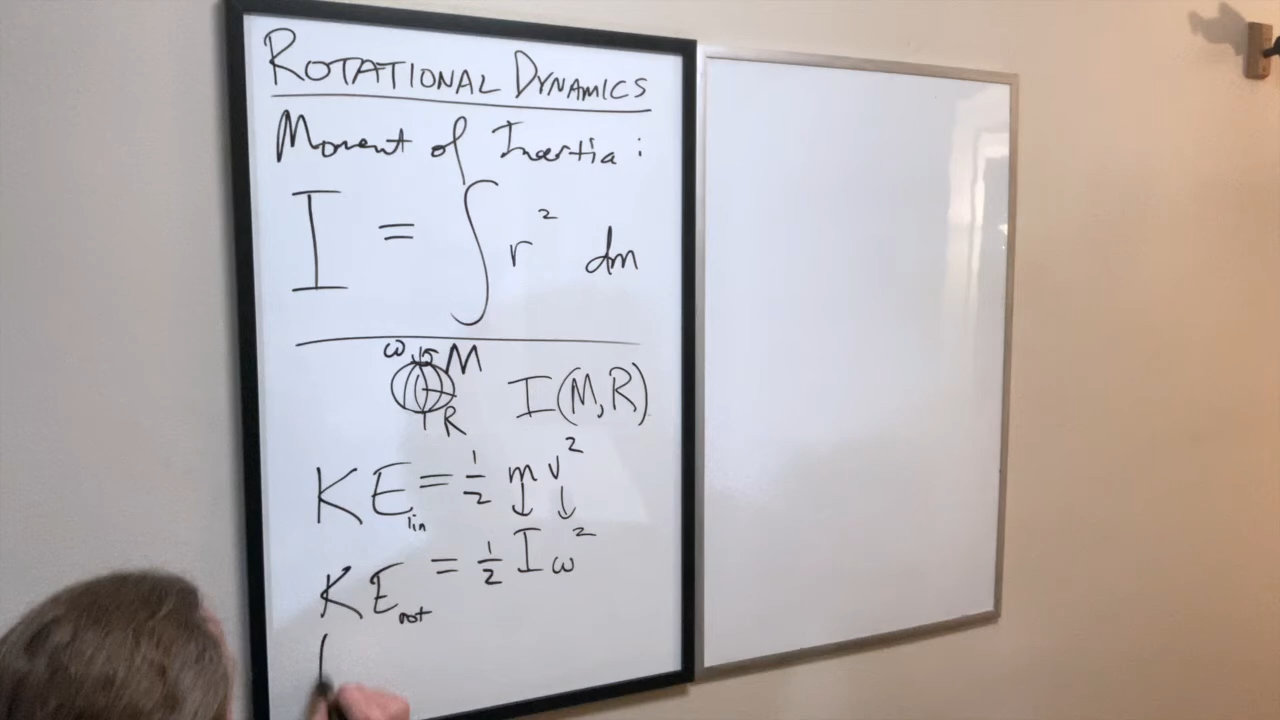 ROTATIONAL DYNAMICS
Moment of Inertia :
I = ∫ r² dm
ω M
R I(M,R)
KE_lin = 1/2 m v²
↓ ↓
KE_rot = 1/2 I ω²